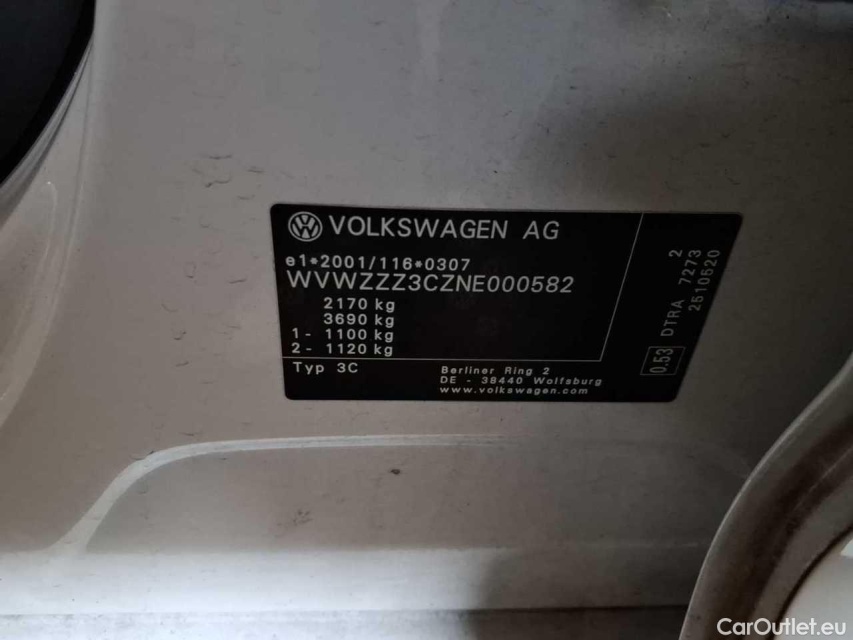 VOLKSWAGEN AG
e1*2001/116*0307
WVWZZZ3CZNE000582
2170 kg
3690 kg
1- 1100 kg
2- 1120 kg
Typ 3C
Berliner Ring 2
DE - 38440 Wolfsburg
www.volkswagen.com
2
0.53 DTRA 7273
2510520
CarOutlet.eu